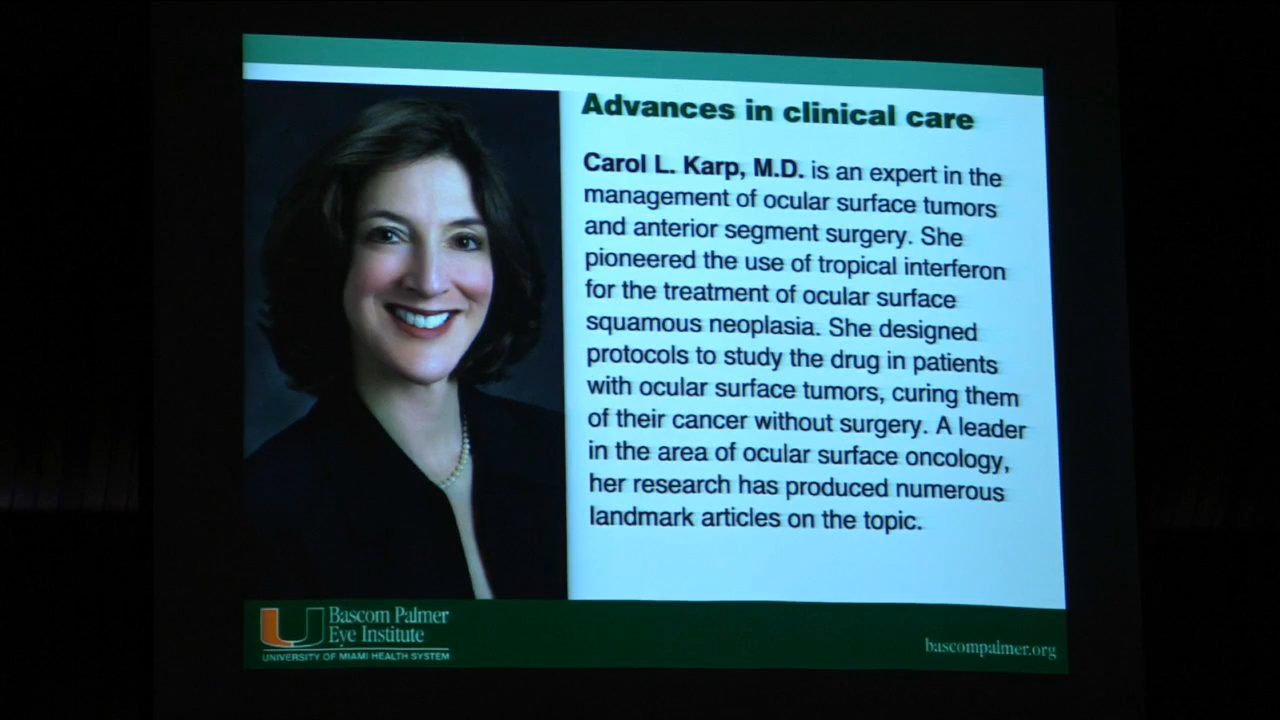 Advances in clinical care
Carol L. Karp, M.D. is an expert in the
management of ocular surface tumors
and anterior segment surgery. She
pioneered the use of tropical interferon
for the treatment of ocular surface
squamous neoplasia. She designed
protocols to study the drug in patients
with ocular surface tumors, curing them
of their cancer without surgery. A leader
in the area of ocular surface oncology,
her research has produced numerous
landmark articles on the topic.
U
Bascom Palmer
Eye Institute
UNIVERSITY OF MIAMI HEALTH SYSTEM
bascompalmer.org